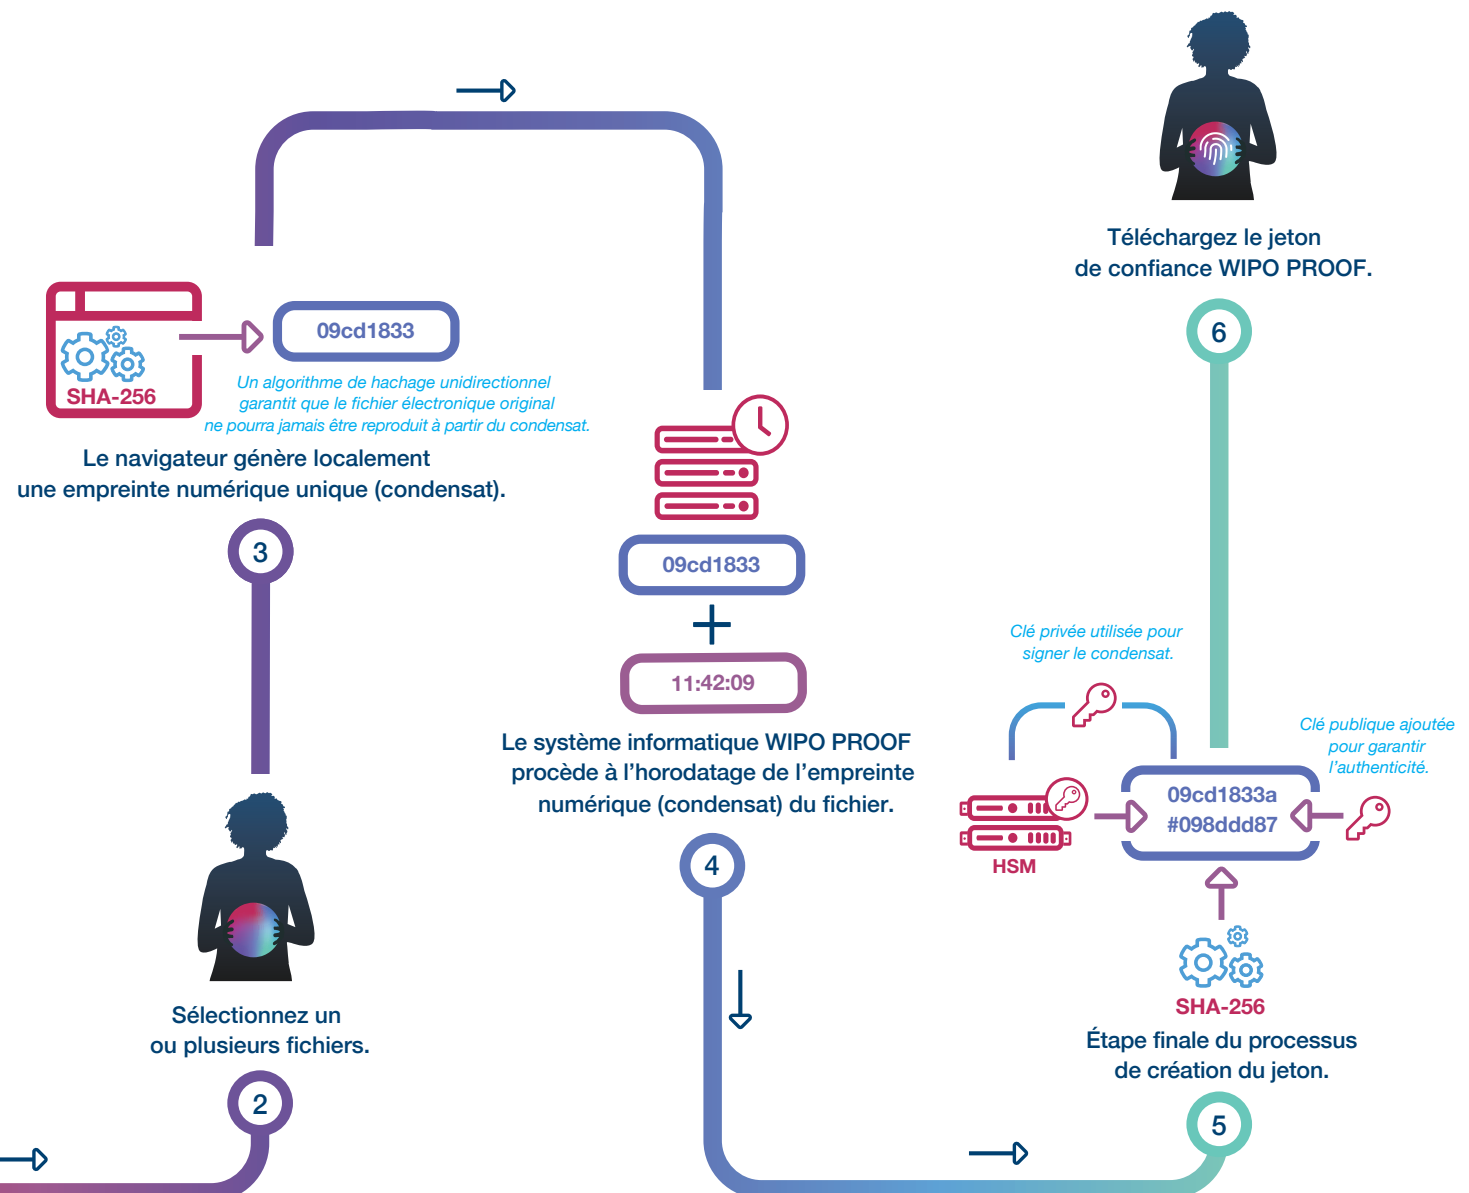 SHA-256
09cd1833
Un algorithme de hachage unidirectionnel
garantit que le fichier électronique original
ne pourra jamais être reproduit à partir du condensat.
Le navigateur génère localement
une empreinte numérique unique (condensat).
3
Sélectionnez un
ou plusieurs fichiers.
2
09cd1833
+
11:42:09
Le système informatique WIPO PROOF
procède à l'horodatage de l'empreinte
numérique (condensat) du fichier.
4
Téléchargez le jeton
de confiance WIPO PROOF.
6
Clé privée utilisée pour
signer le condensat.
Clé publique ajoutée
pour garantir
l'authenticité.
HSM
09cd1833a
#098ddd87
SHA-256
Étape finale du processus
de création du jeton.
5